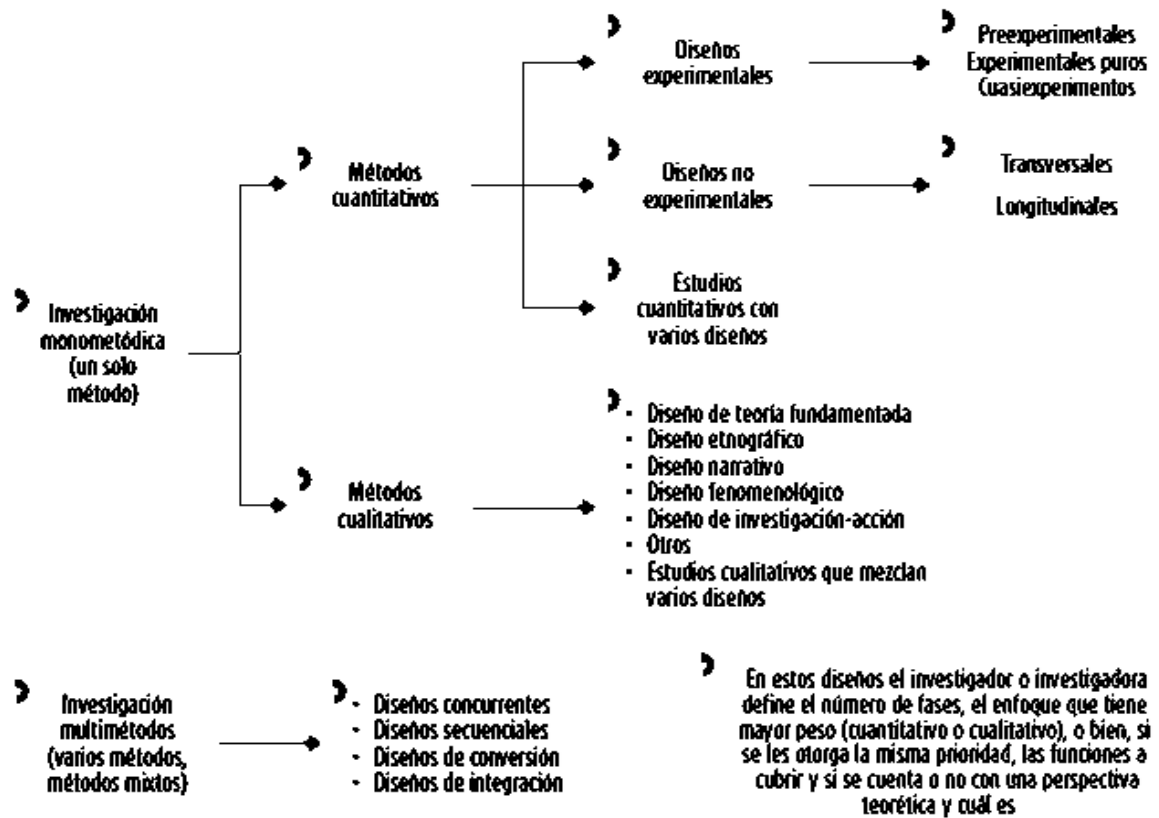 Diseños
experimentales
Preexperimentales
Experimentales puros
Cuasiexperimentos
Métodos
cuantitativos
Diseños no
experimentales
Transversales
Longitudinales
Estudios
cuantitativos con
varios diseños
Investigación
monometódica
(un solo
método)
Métodos
cualitativos
- Diseño de teoría fundamentada
- Diseño etnográfico
- Diseño narrativo
- Diseño fenomenológico
- Diseño de investigación-acción
- Otros
- Estudios cualitativos que mezclan
varios diseños
Investigación
multimétodos
(varios métodos,
métodos mixtos)
- Diseños concurrentes
- Diseños secuenciales
- Diseños de conversión
- Diseños de integración
En estos diseños el investigador o investigadora
define el número de fases, el enfoque que tiene
mayor peso (cuantitativo o cualitativo), o bien, si
se les otorga la misma prioridad, las funciones a
cubrir y si se cuenta o no con una perspectiva
teorética y cuál es